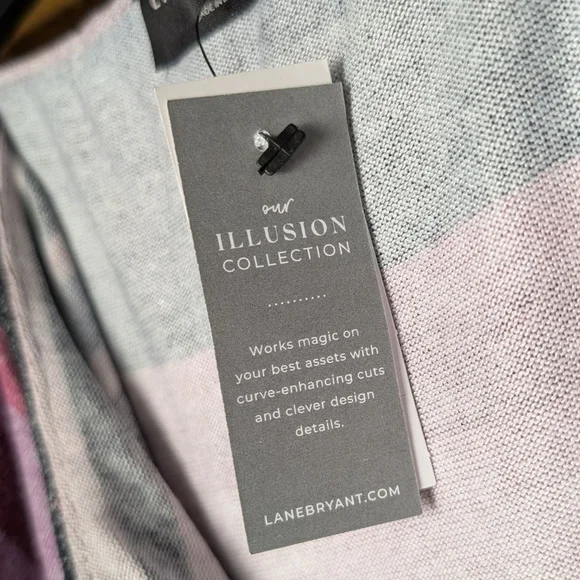 our
ILLUSION
COLLECTION
..........
Works magic on
your best assets with
curve-enhancing cuts
and clever design
details.
LANEBRYANT.COM